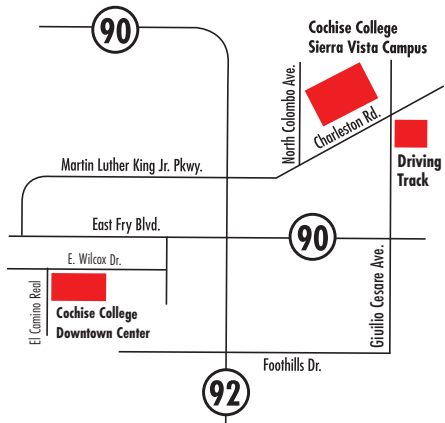 90
Cochise College
Sierra Vista Campus
North Colombo Ave.
Charleston Rd.
Driving
Track
Martin Luther King Jr. Pkwy.
East Fry Blvd.
90
E. Wilcox Dr.
El Camino Real
Cochise College
Downtown Center
Giulio Cesare Ave.
Foothills Dr.
92